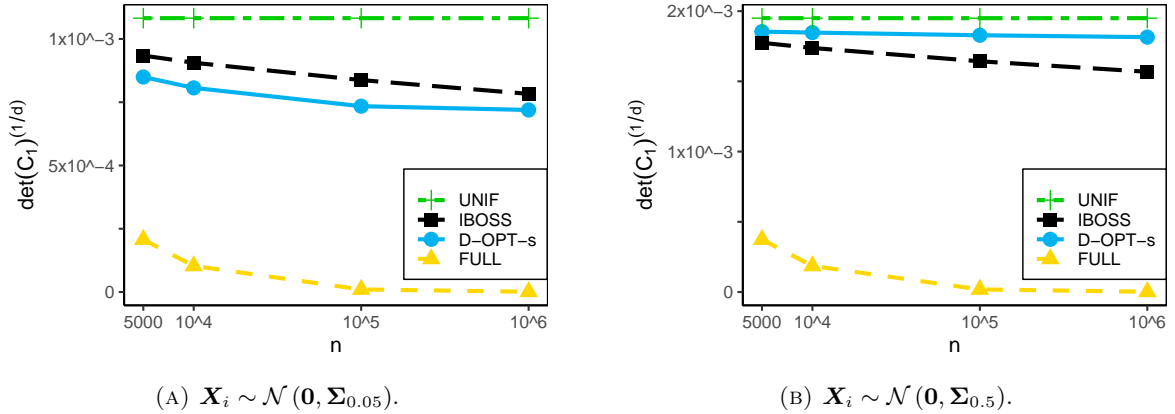 1x10^−3
5x10^−4
0
det(C₁)^(1/d)
UNIF
IBOSS
D−OPT−s
FULL
5000 10^4 10^5 10^6
n
(A) 𝑿ᵢ ∼ 𝒩 (𝟎, 𝚺₀.₀₅).
2x10^−3
1x10^−3
0
det(C₁)^(1/d)
UNIF
IBOSS
D−OPT−s
FULL
5000 10^4 10^5 10^6
n
(B) 𝑿ᵢ ∼ 𝒩 (𝟎, 𝚺₀.₅).